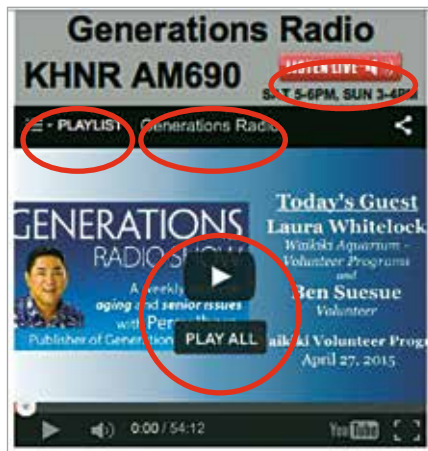 Generations Radio
KHNR AM690
LISTEN LIVE
SAT 5-6PM, SUN 3-4PM
PLAYLIST
Generations Radio
GENERATIONS
RADIO SHOW
A weekly
aging and senior issues
with
Publisher of
PLAY ALL
Today's Guest
Laura Whitelock
Waikiki Aquarium -
Volunteer Programs
and
Ben Suesue
Volunteer
Volunteer
April 27, 2015
0:00 / 54:12
YouTube